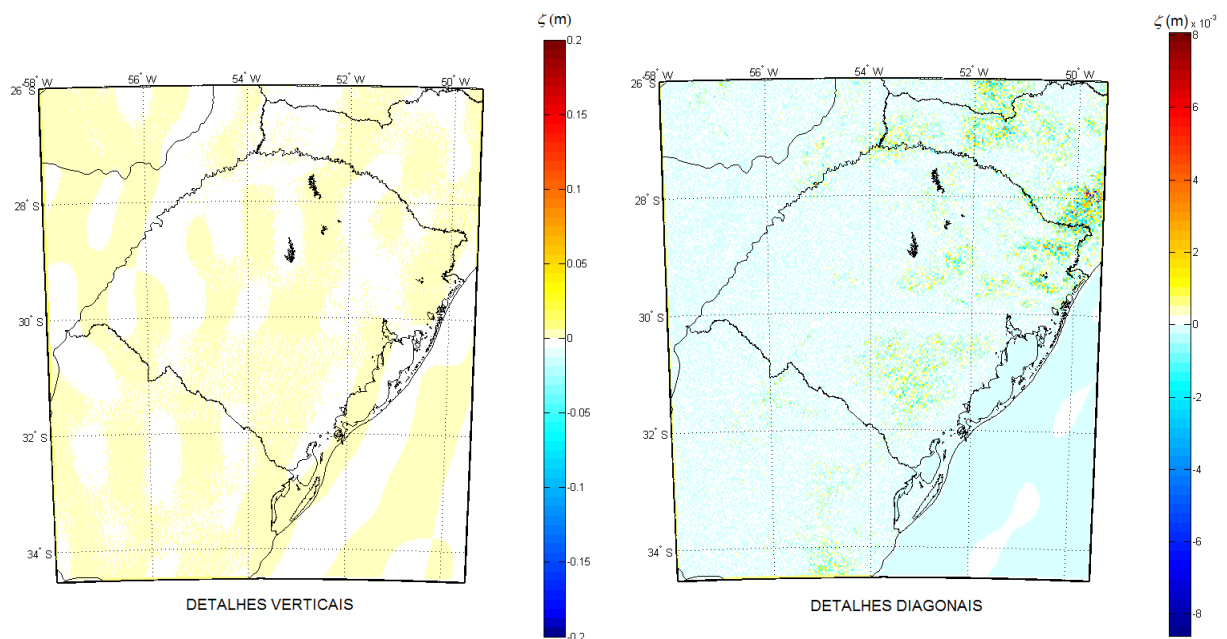 ζ (m)
0.2
0.15
0.1
0.05
0
-0.05
-0.1
-0.15
-0.2
58° W
56° W
54° W
52° W
50° W
26° S
28° S
30° S
32° S
34° S
DETALHES VERTICAIS
ζ (m) x 10⁻³
8
6
4
2
0
-2
-4
-6
-8
58° W
56° W
54° W
52° W
50° W
26° S
28° S
30° S
32° S
34° S
DETALHES DIAGONAIS